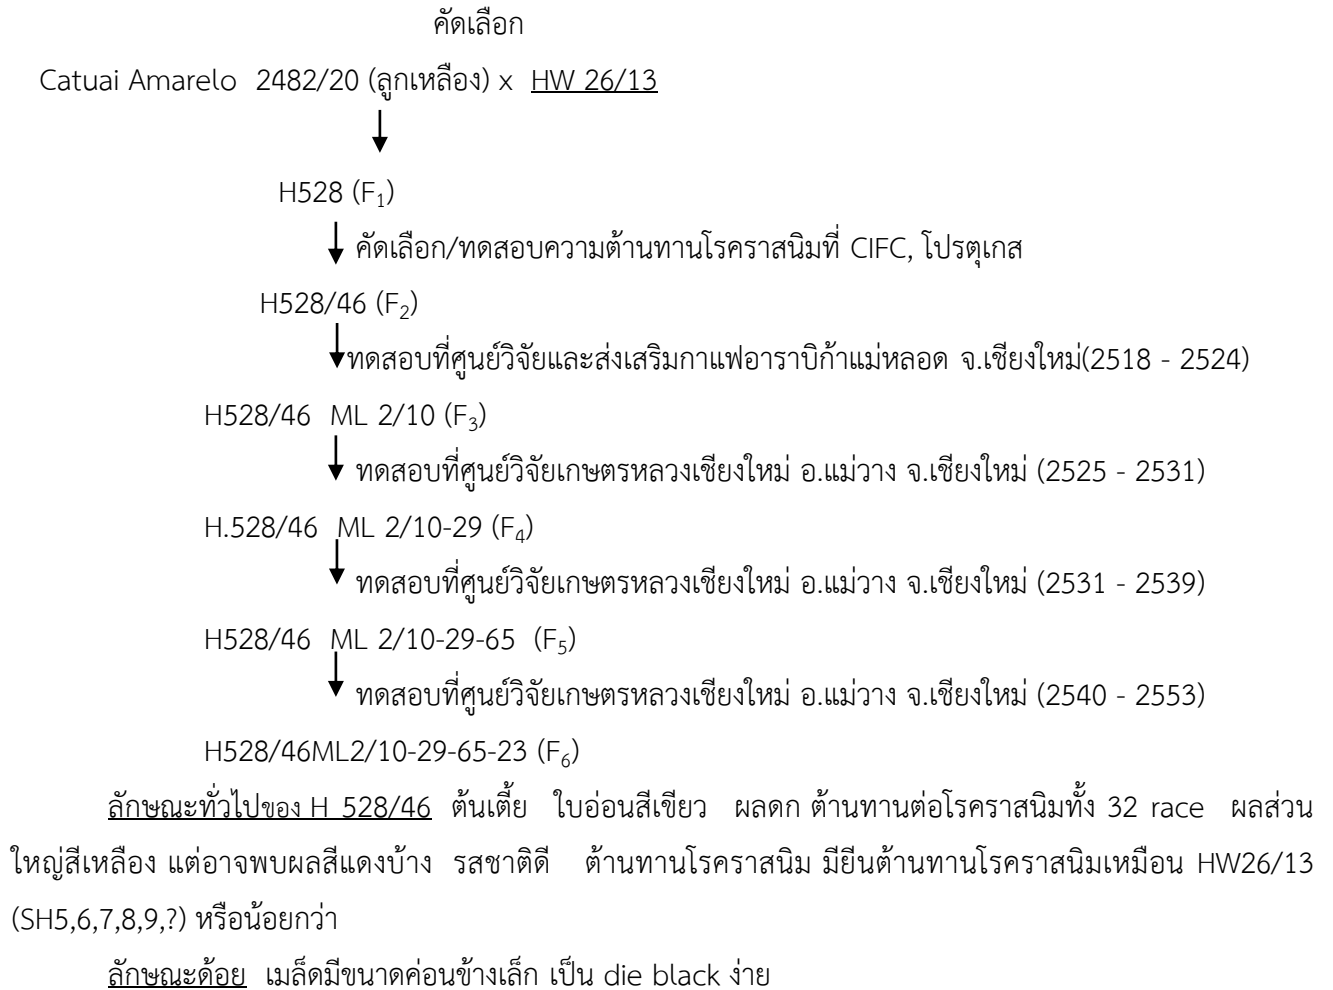 คัดเลือก
Catuai Amarelo 2482/20 (ลูกเหลือง) x HW 26/13
H528 (F1)
คัดเลือก/ทดสอบความต้านทานโรคราสนิมที่ CIFC, โปรตุเกส
H528/46 (F2)
ทดสอบที่ศูนย์วิจัยและส่งเสริมกาแฟอาราบิก้าแม่หลอด จ.เชียงใหม่(2518 - 2524)
H528/46 ML 2/10 (F3)
ทดสอบที่ศูนย์วิจัยเกษตรหลวงเชียงใหม่ อ.แม่วาง จ.เชียงใหม่ (2525 - 2531)
H.528/46 ML 2/10-29 (F4)
ทดสอบที่ศูนย์วิจัยเกษตรหลวงเชียงใหม่ อ.แม่วาง จ.เชียงใหม่ (2531 - 2539)
H528/46 ML 2/10-29-65 (F5)
ทดสอบที่ศูนย์วิจัยเกษตรหลวงเชียงใหม่ อ.แม่วาง จ.เชียงใหม่ (2540 - 2553)
H528/46ML2/10-29-65-23 (F6)
ลักษณะทั่วไปของ H 528/46 ต้นเตี้ย ใบอ่อนสีเขียว ผลดก ต้านทานต่อโรคราสนิมทั้ง 32 race ผลส่วน
ใหญ่สีเหลือง แต่อาจพบผลสีแดงบ้าง รสชาติดี ต้านทานโรคราสนิม มียีนต้านทานโรคราสนิมเหมือน HW26/13
(SH5,6,7,8,9,?) หรือน้อยกว่า
ลักษณะด้อย เมล็ดมีขนาดค่อนข้างเล็ก เป็น die black ง่าย